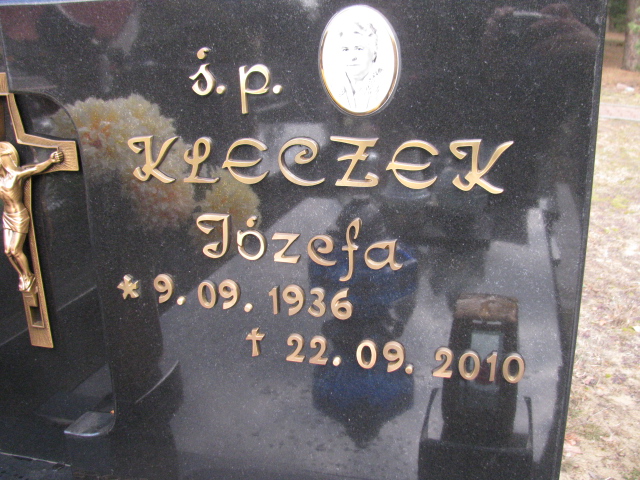 ś.p.
KLECZEK
Józefa
* 9.09.1936
† 22.09.2010